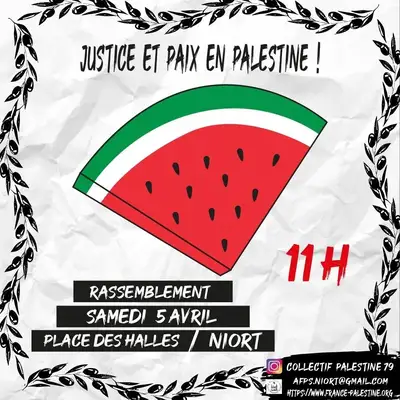 JUSTICE ET PAIX EN PALESTINE !
11 H
RASSEMBLEMENT
SAMEDI 5 AVRIL
PLACE DES HALLES / NIORT
COLLECTIF PALESTINE 79
AFPS.NIORT@GMAIL.COM
HTTPS://WWW.FRANCE-PALESTINE.ORG